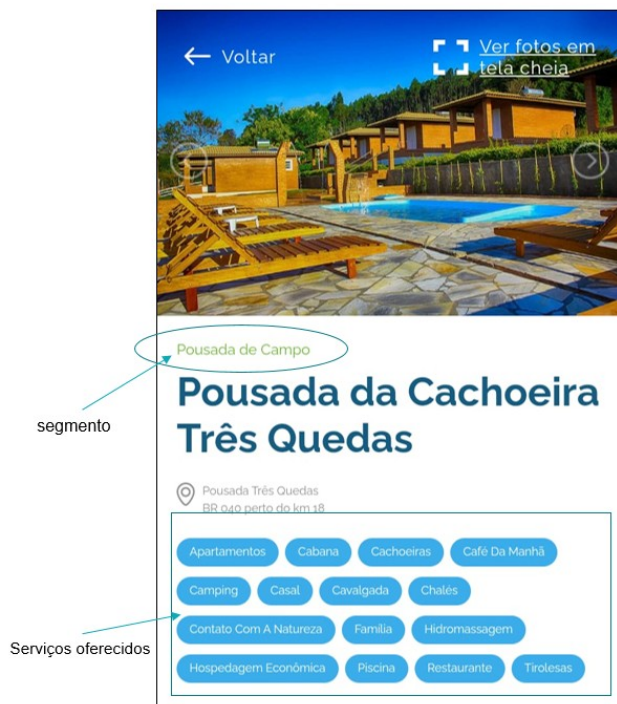 Voltar
Ver fotos em
tela cheia
Pousada de Campo
segmento
Pousada da Cachoeira
Três Quedas
Pousada Três Quedas
BR 040 perto do km 18
Apartamentos Cabana Cachoeiras Café Da Manhã
Camping Casal Cavalgada Chalés
Contato Com A Natureza Família Hidromassagem
Serviços oferecidos
Hospedagem Econômica Piscina Restaurante Tirolesas